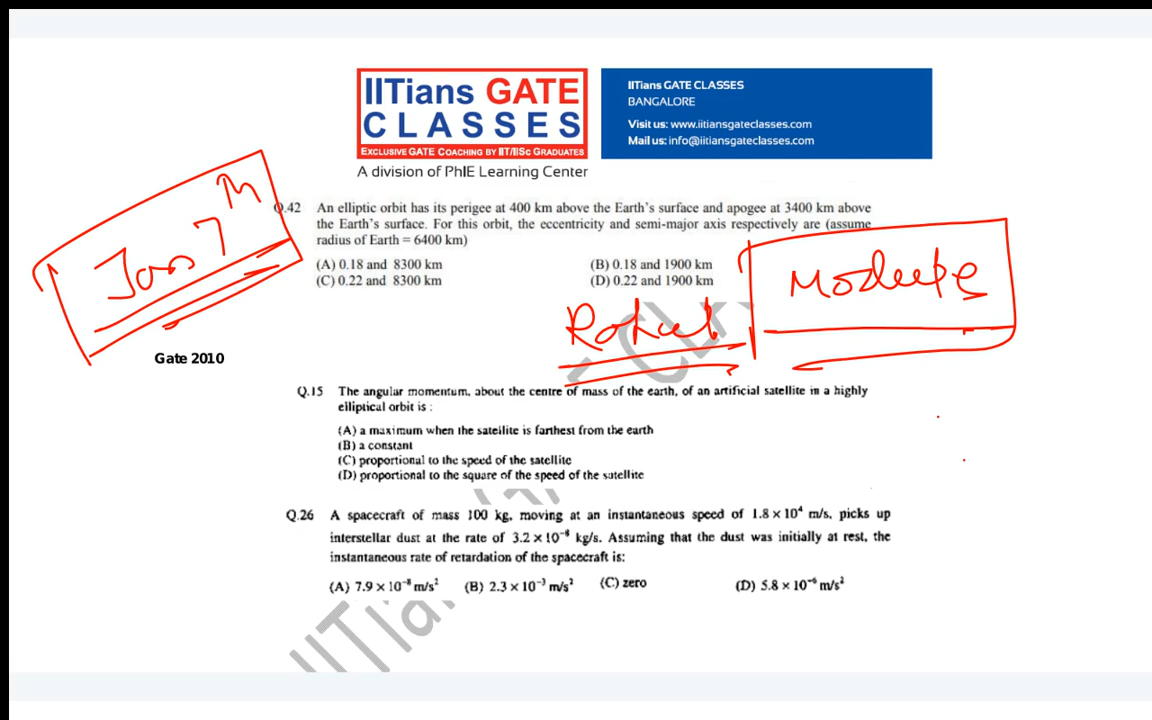 IITians GATE
CLASSES
EXCLUSIVE GATE COACHING BY IIT/IISC GRADUATES
A division of PhIE Learning Center
IITians GATE CLASSES
BANGALORE
Visit us: www.iitiansgateclasses.com
Mail us: info@iitiansgateclasses.com
Jan 7th
Q.42 An elliptic orbit has its perigee at 400 km above the Earth's surface and apogee at 3400 km above
the Earth's surface. For this orbit, the eccentricity and semi-major axis respectively are (assume
radius of Earth = 6400 km)
(A) 0.18 and 8300 km (B) 0.18 and 1900 km
(C) 0.22 and 8300 km (D) 0.22 and 1900 km
Gate 2010
Q.15 The angular momentum, about the centre of mass of the earth, of an artificial satellite in a highly
elliptical orbit is :
(A) a maximum when the satellite is farthest from the earth
(B) a constant
(C) proportional to the speed of the satellite
(D) proportional to the square of the speed of the satellite
Q.26 A spacecraft of mass 100 kg, moving at an instantaneous speed of 1.8 × 10⁴ m/s, picks up
interstellar dust at the rate of 3.2 × 10⁻⁸ kg/s. Assuming that the dust was initially at rest, the
instantaneous rate of retardation of the spacecraft is:
(A) 7.9 × 10⁻⁸ m/s² (B) 2.3 × 10⁻³ m/s² (C) zero (D) 5.8 × 10⁻⁶ m/s²